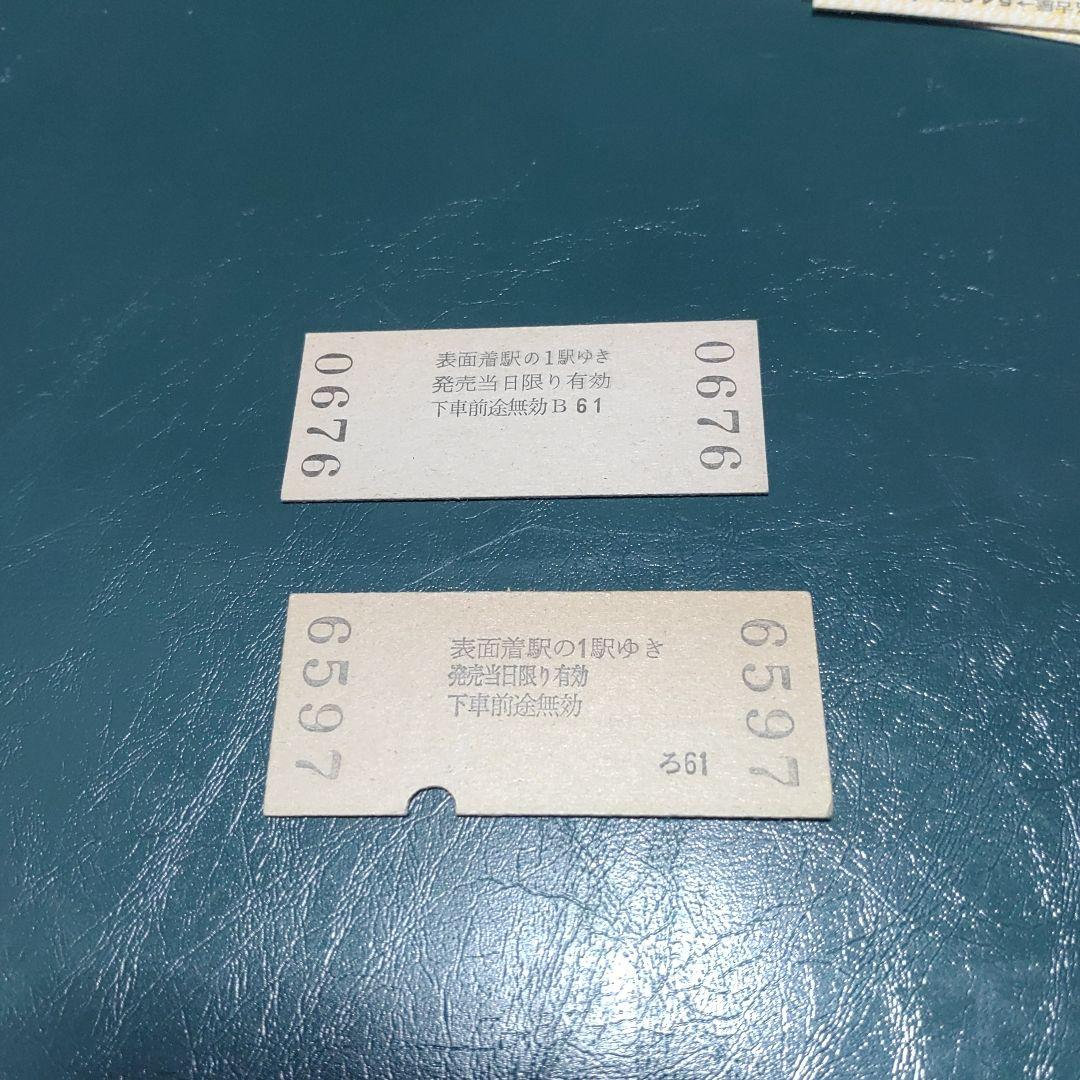 0676
表面着駅の1駅ゆき
発売当日限り有効
下車前途無効B 61
0676
6597
表面着駅の1駅ゆき
発売当日限り有効
下車前途無効
ろ61
6597